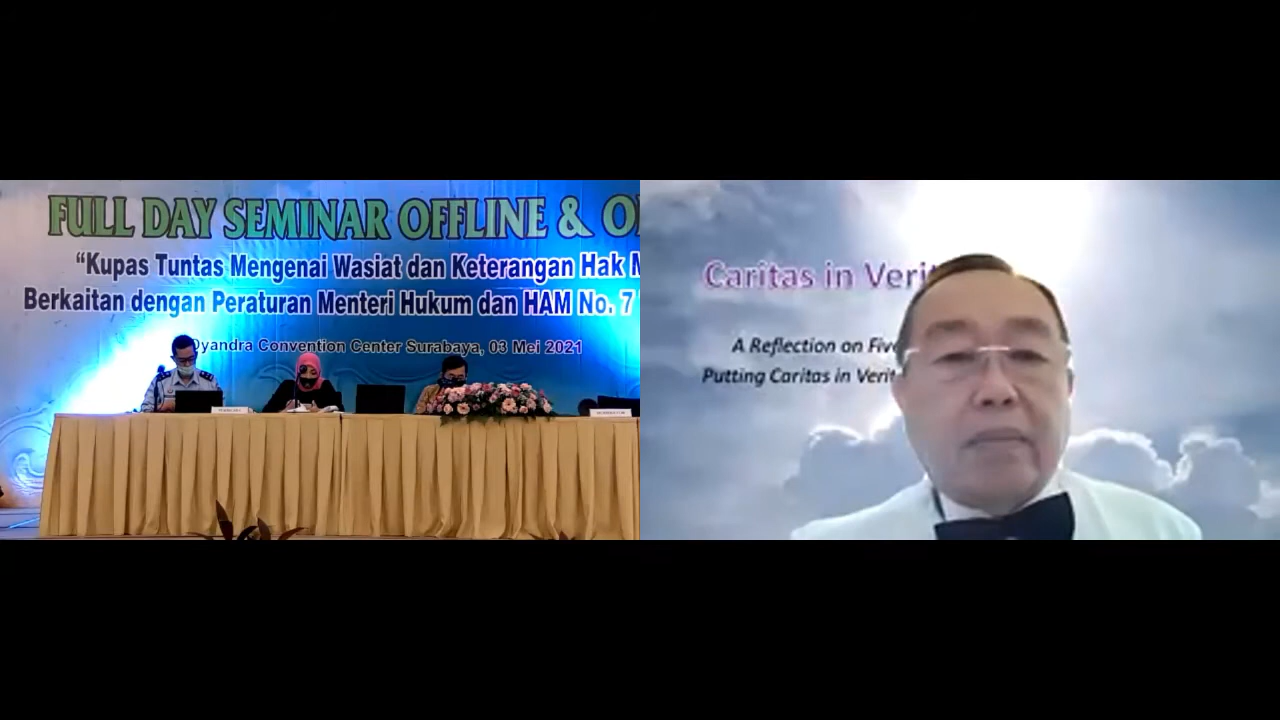 FULL DAY SEMINAR OFFLINE & O
“Kupas Tuntas Mengenai Wasiat dan Keterangan Hak
Berkaitan dengan Peraturan Menteri Hukum dan HAM No. 7
Dyandra Convention Center Surabaya, 03 Mei 2021
Caritas in Verit
A Reflection on Five
Putting Caritas in Verit